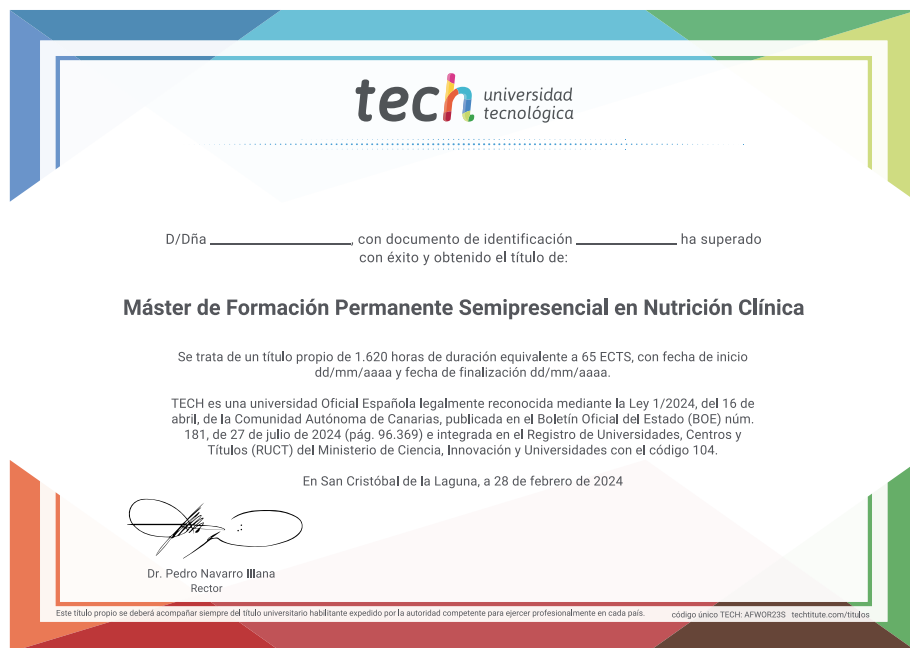 tech universidad
tecnológica
D/Dña ____________, con documento de identificación ____________ ha superado
con éxito y obtenido el título de:
Máster de Formación Permanente Semipresencial en Nutrición Clínica
Se trata de un título propio de 1.620 horas de duración equivalente a 65 ECTS, con fecha de inicio
dd/mm/aaaa y fecha de finalización dd/mm/aaaa.
TECH es una universidad Oficial Española legalmente reconocida mediante la Ley 1/2024, del 16 de
abril, de la Comunidad Autónoma de Canarias, publicada en el Boletín Oficial del Estado (BOE) núm.
181, de 27 de julio de 2024 (pág. 96.369) e integrada en el Registro de Universidades, Centros y
Títulos (RUCT) del Ministerio de Ciencia, Innovación y Universidades con el código 104.
En San Cristóbal de la Laguna, a 28 de febrero de 2024
Dr. Pedro Navarro Illana
Rector
Este título propio se deberá acompañar siempre del título universitario habilitante expedido por la autoridad competente para ejercer profesionalmente en cada país.
código único TECH: AFWOR23S techtitute.com/titulos